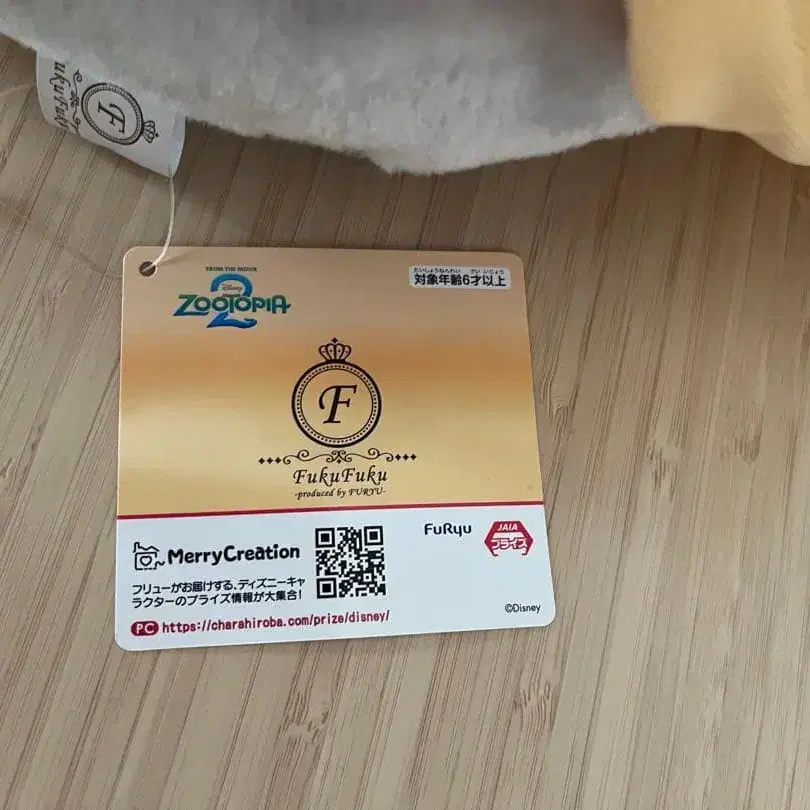 FukuFuku
F
FROM THE MOVIE
Disney
ZOOTOPIA
2
たいしょうねんれい さい いじょう
対象年齢6才以上
F
FukuFuku
-produced by FURYU-
MerryCreation
フリューがお届けする、ディズニーキャ
ラクターのプライズ情報が大集合!
PC https://charahiroba.com/prize/disney/
FuRyu
JAIA
プライズ
©Disney